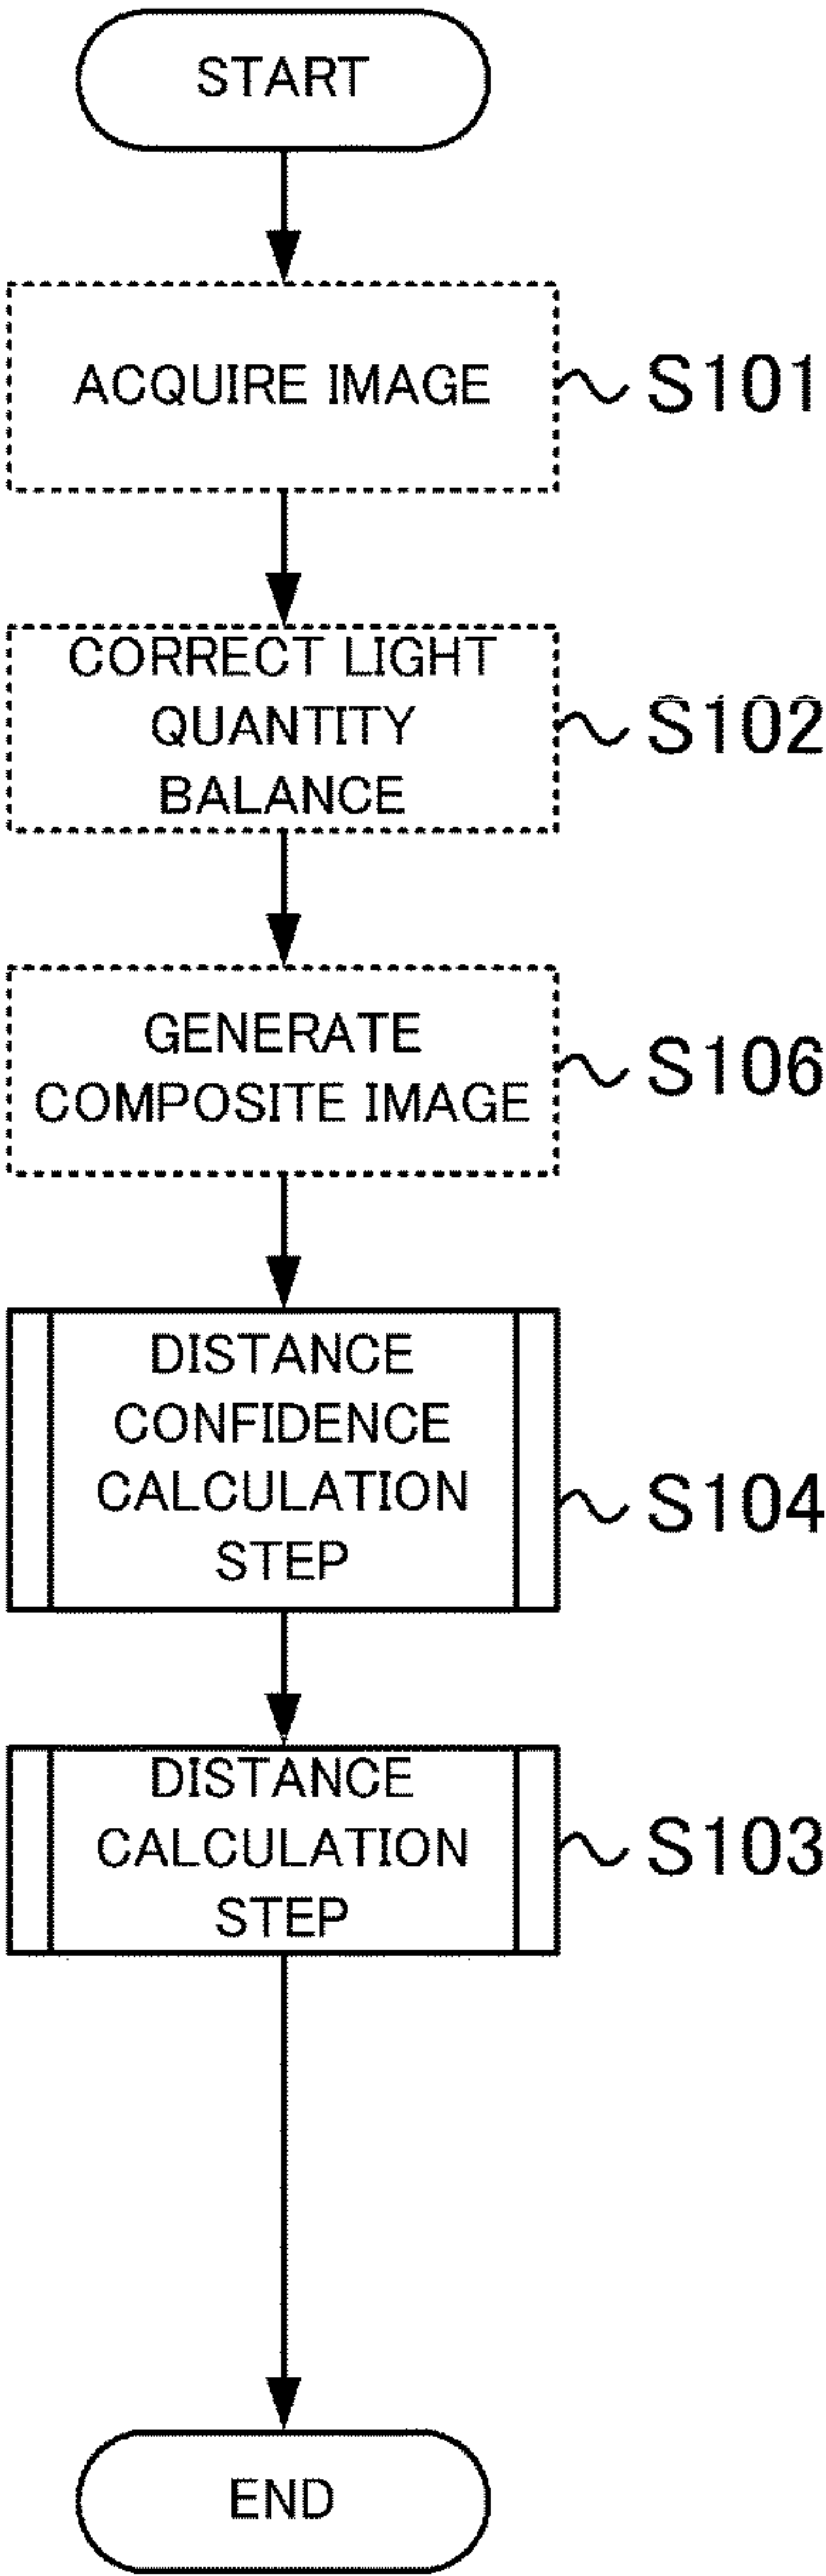 START
ACQUIRE IMAGE
S101
CORRECT LIGHT
QUANTITY
BALANCE
S102
GENERATE
COMPOSITE IMAGE
S106
DISTANCE
CONFIDENCE
CALCULATION
STEP
S104
DISTANCE
CALCULATION
STEP
S103
END